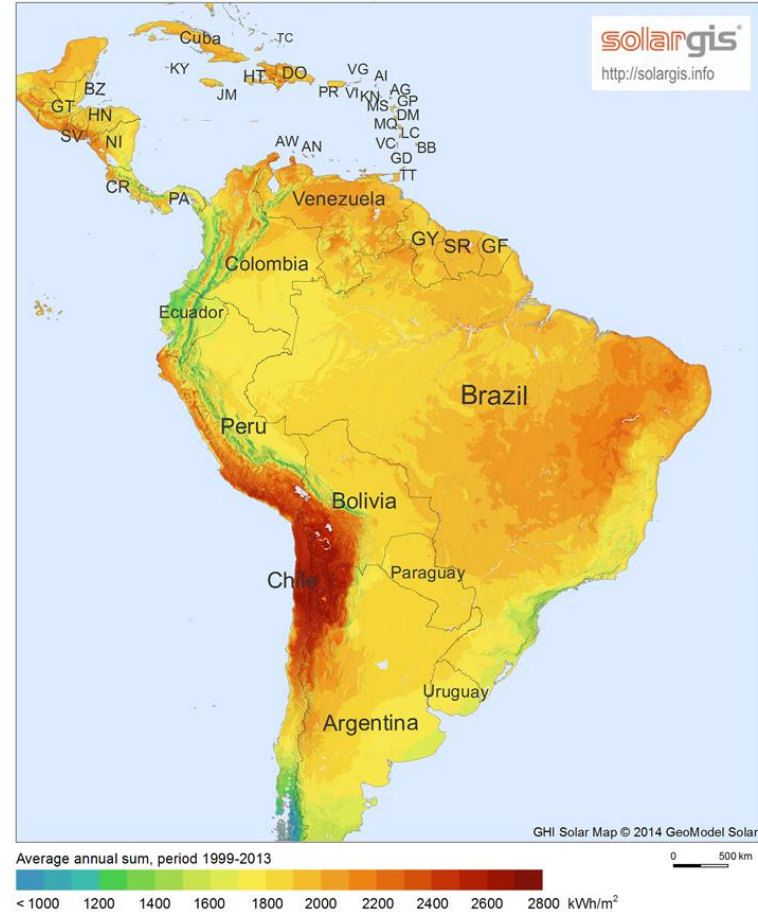 solargis
http://solargis.info
Cuba
TC
KY
JM
HT
DO
PR
VG
VI
AI
KN
AG
MS
GP
DM
MQ
LC
VC
BB
GD
TT
AW
AN
BZ
GT
HN
SV
NI
CR
PA
Venezuela
GY
SR
GF
Colombia
Ecuador
Brazil
Peru
Bolivia
Chile
Paraguay
Uruguay
Argentina
GHI Solar Map © 2014 GeoModel Solar
Average annual sum, period 1999-2013
0 500 km
< 1000 1200 1400 1600 1800 2000 2200 2400 2600 2800 kWh/m²